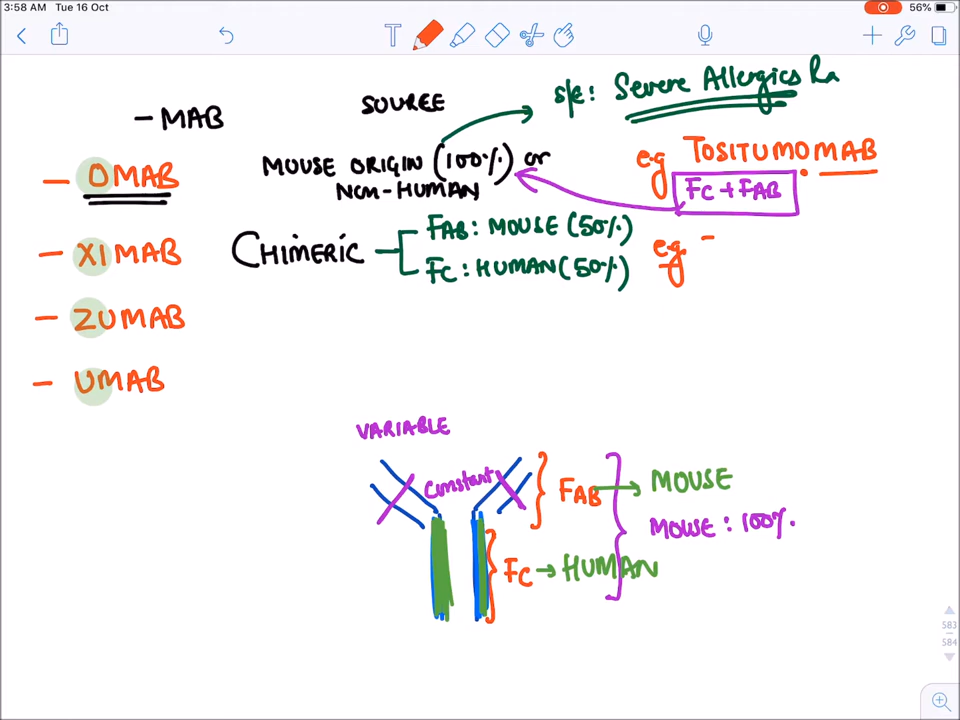 3:58 AM Tue 16 Oct
56%
T
- MAB
SOURCE
s/e: Severe Allergics Rx
- OMAB
MOUSE ORIGIN (100%) or
NON-HUMAN
e.g TOSITUMOMAB
FC + FAB
- XIMAB
CHIMERIC
FAB: MOUSE (50%)
FC: HUMAN (50%)
e.g -
- ZUMAB
- UMAB
VARIABLE
Constant
FAB → MOUSE
MOUSE: 100%.
FC → HUMAN
583
584